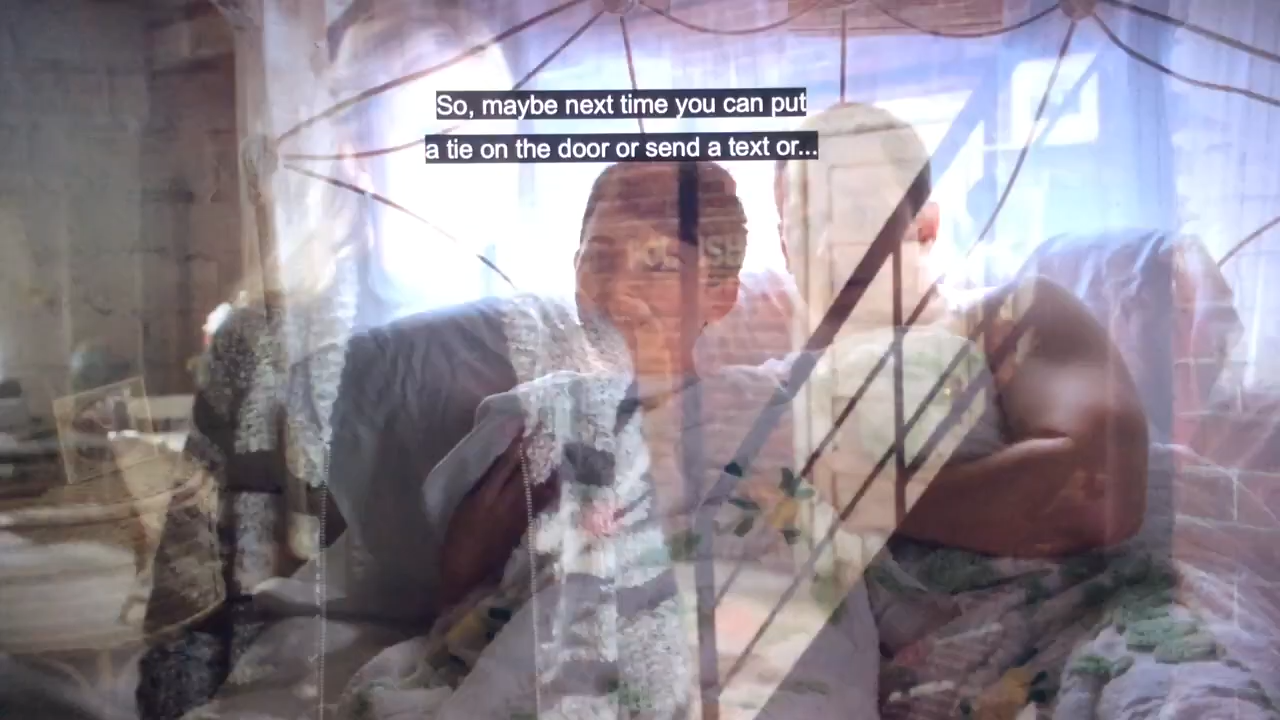 So, maybe next time you can put
a tie on the door or send a text or...